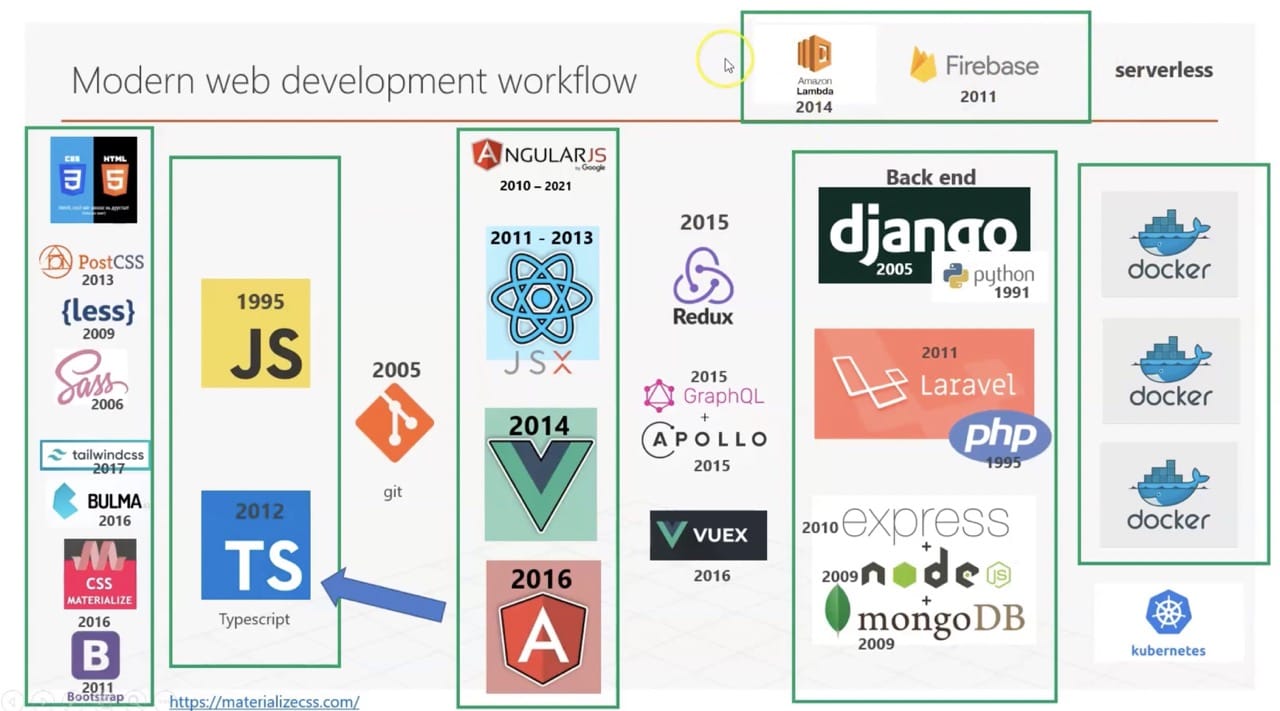 Modern web development workflow
Amazon
Lambda
2014
Firebase
2011
serverless
CSS
HTML
3
5
PostCSS
2013
{less}
2009
Sass
2006
tailwindcss
2017
BULMA
2016
CSS
MATERIALIZE
2016
B
2011
Bootstrap
https://materializecss.com/
1995
JS
2012
TS
Typescript
2005
git
ANGULARJS
by Google
2010 – 2021
2011 - 2013
JSX
2014
2016
A
2015
Redux
2015
GraphQL
+
APOLLO
2015
VUEX
2016
Back end
django
2005
python
1991
2011
Laravel
php
1995
2010 express
+
2009 node
JS
+
mongoDB
2009
docker
docker
docker
kubernetes